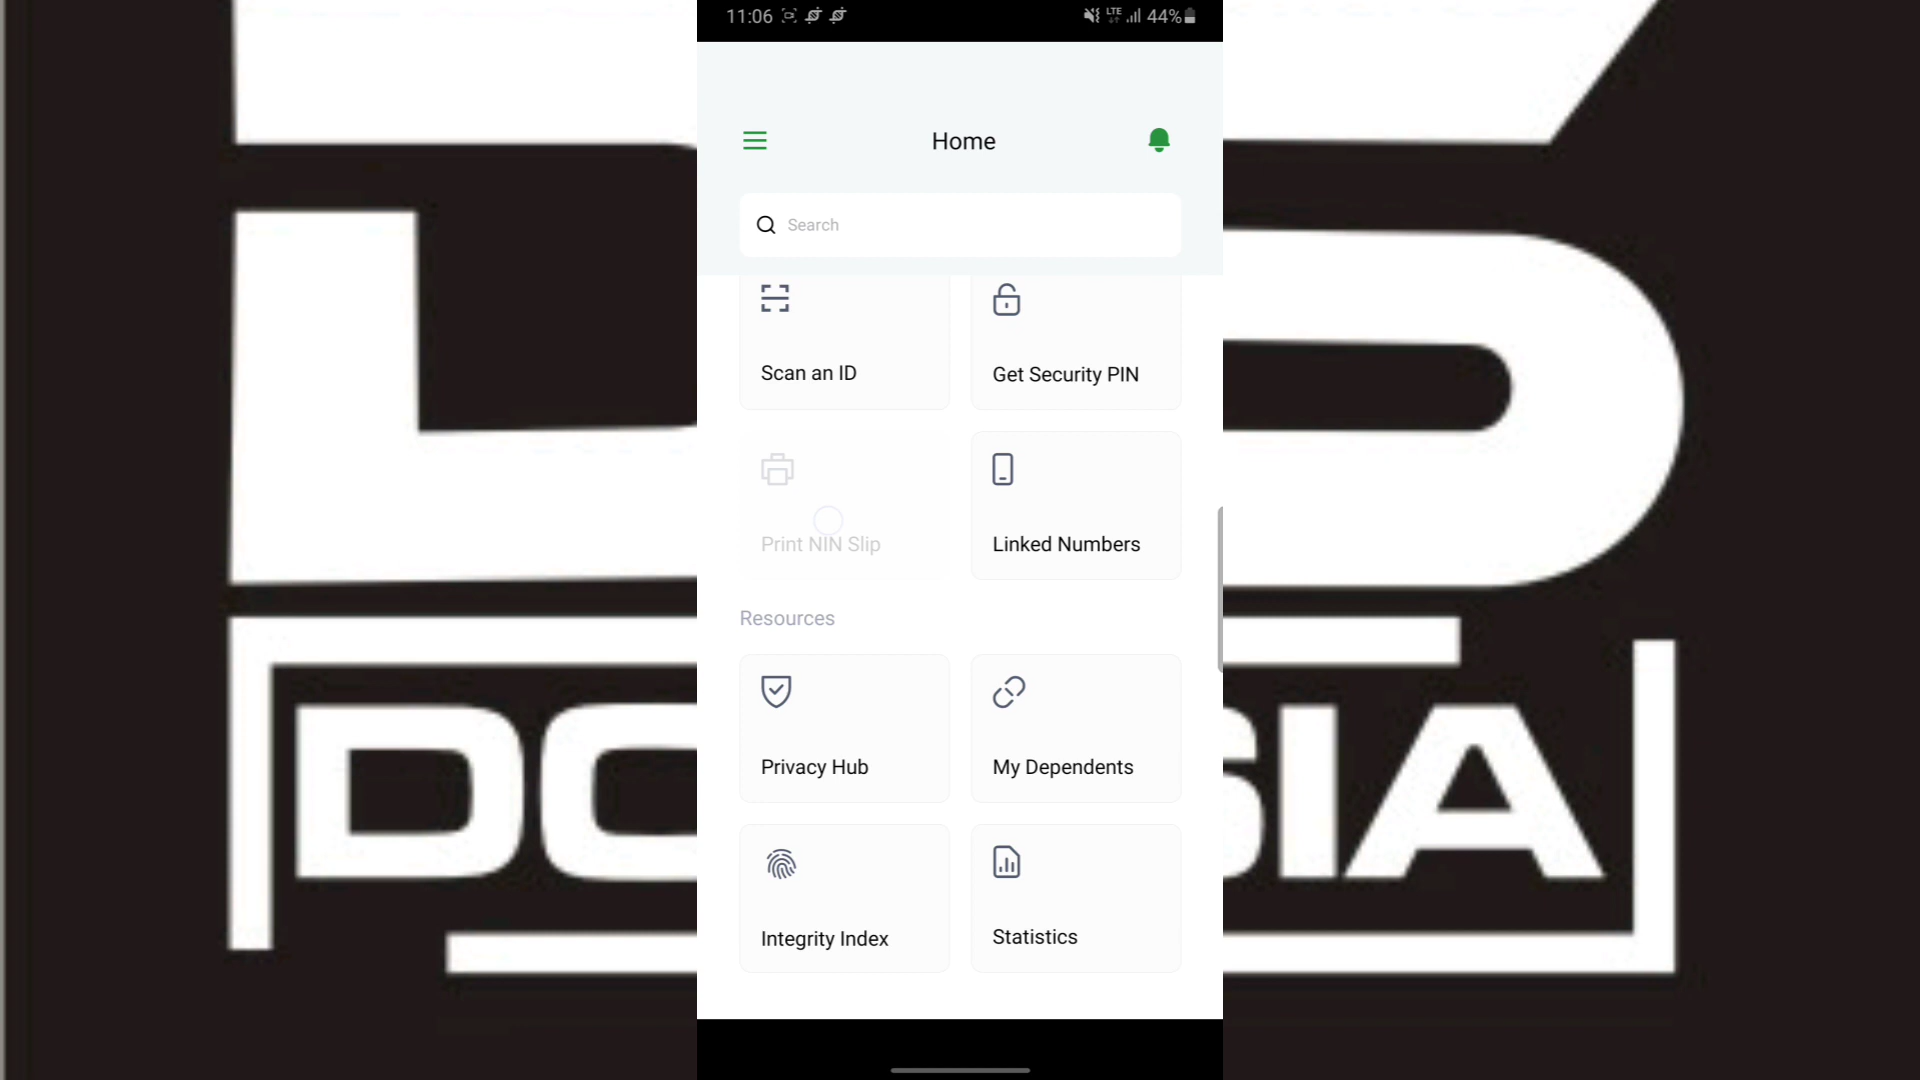 11:06
LTE
44%
Home
Search
Scan an ID
Get Security PIN
Print NIN Slip
Linked Numbers
Resources
Privacy Hub
My Dependents
Integrity Index
Statistics